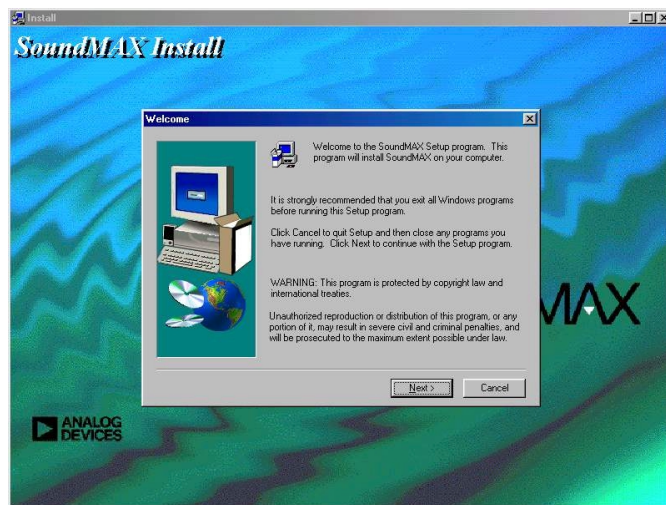 Install
SoundMAX Install
Welcome
Welcome to the SoundMAX Setup program. This
program will install SoundMAX on your computer.
It is strongly recommended that you exit all Windows programs
before running this Setup program.
Click Cancel to quit Setup and then close any programs you
have running. Click Next to continue with the Setup program.
WARNING: This program is protected by copyright law and
international treaties.
Unauthorized reproduction or distribution of this program, or any
portion of it, may result in severe civil and criminal penalties, and
will be prosecuted to the maximum extent possible under law.
MAX
Next >
Cancel
ANALOG
DEVICES